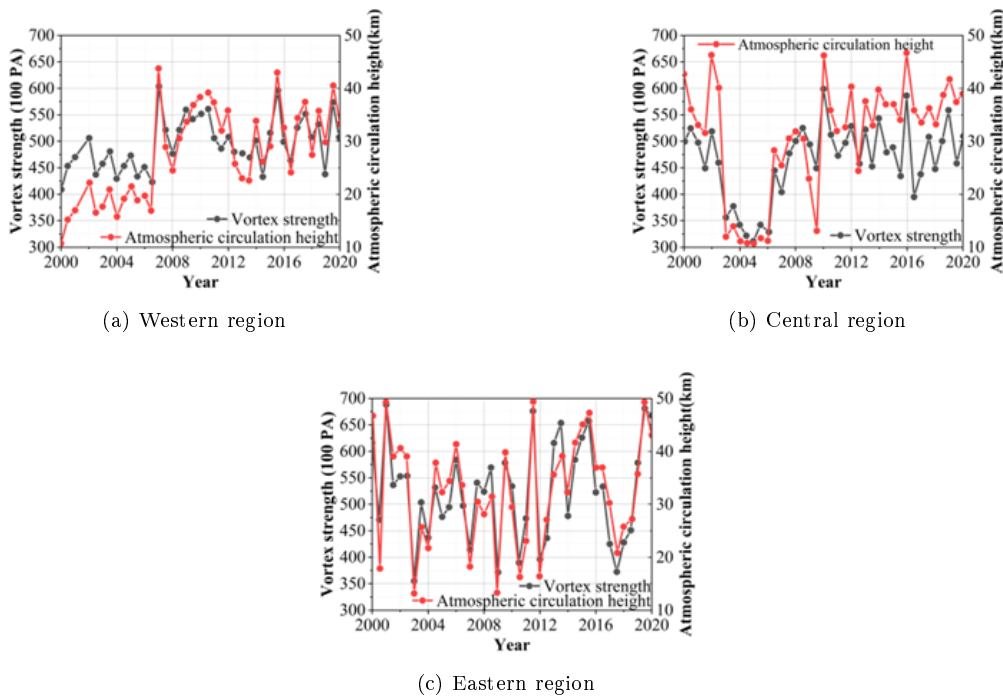 Vortex strength (100 PA)
700
650
600
550
500
450
400
350
300
50
40
30
20
10
Atmospheric circulation height(km)
Vortex strength
Atmospheric circulation height
2000 2004 2008 2012 2016 2020
Year
(a) Western region
Vortex strength (100 PA)
700
650
600
550
500
450
400
350
300
50
40
30
20
10
Atmospheric circulation height(km)
Atmospheric circulation height
Vortex strength
2000 2004 2008 2012 2016 2020
Year
(b) Central region
Vortex strength (100 PA)
700
650
600
550
500
450
400
350
300
50
40
30
20
10
Atmospheric circulation height(km)
Vortex strength
Atmospheric circulation height
2000 2004 2008 2012 2016 2020
Year
(c) Eastern region